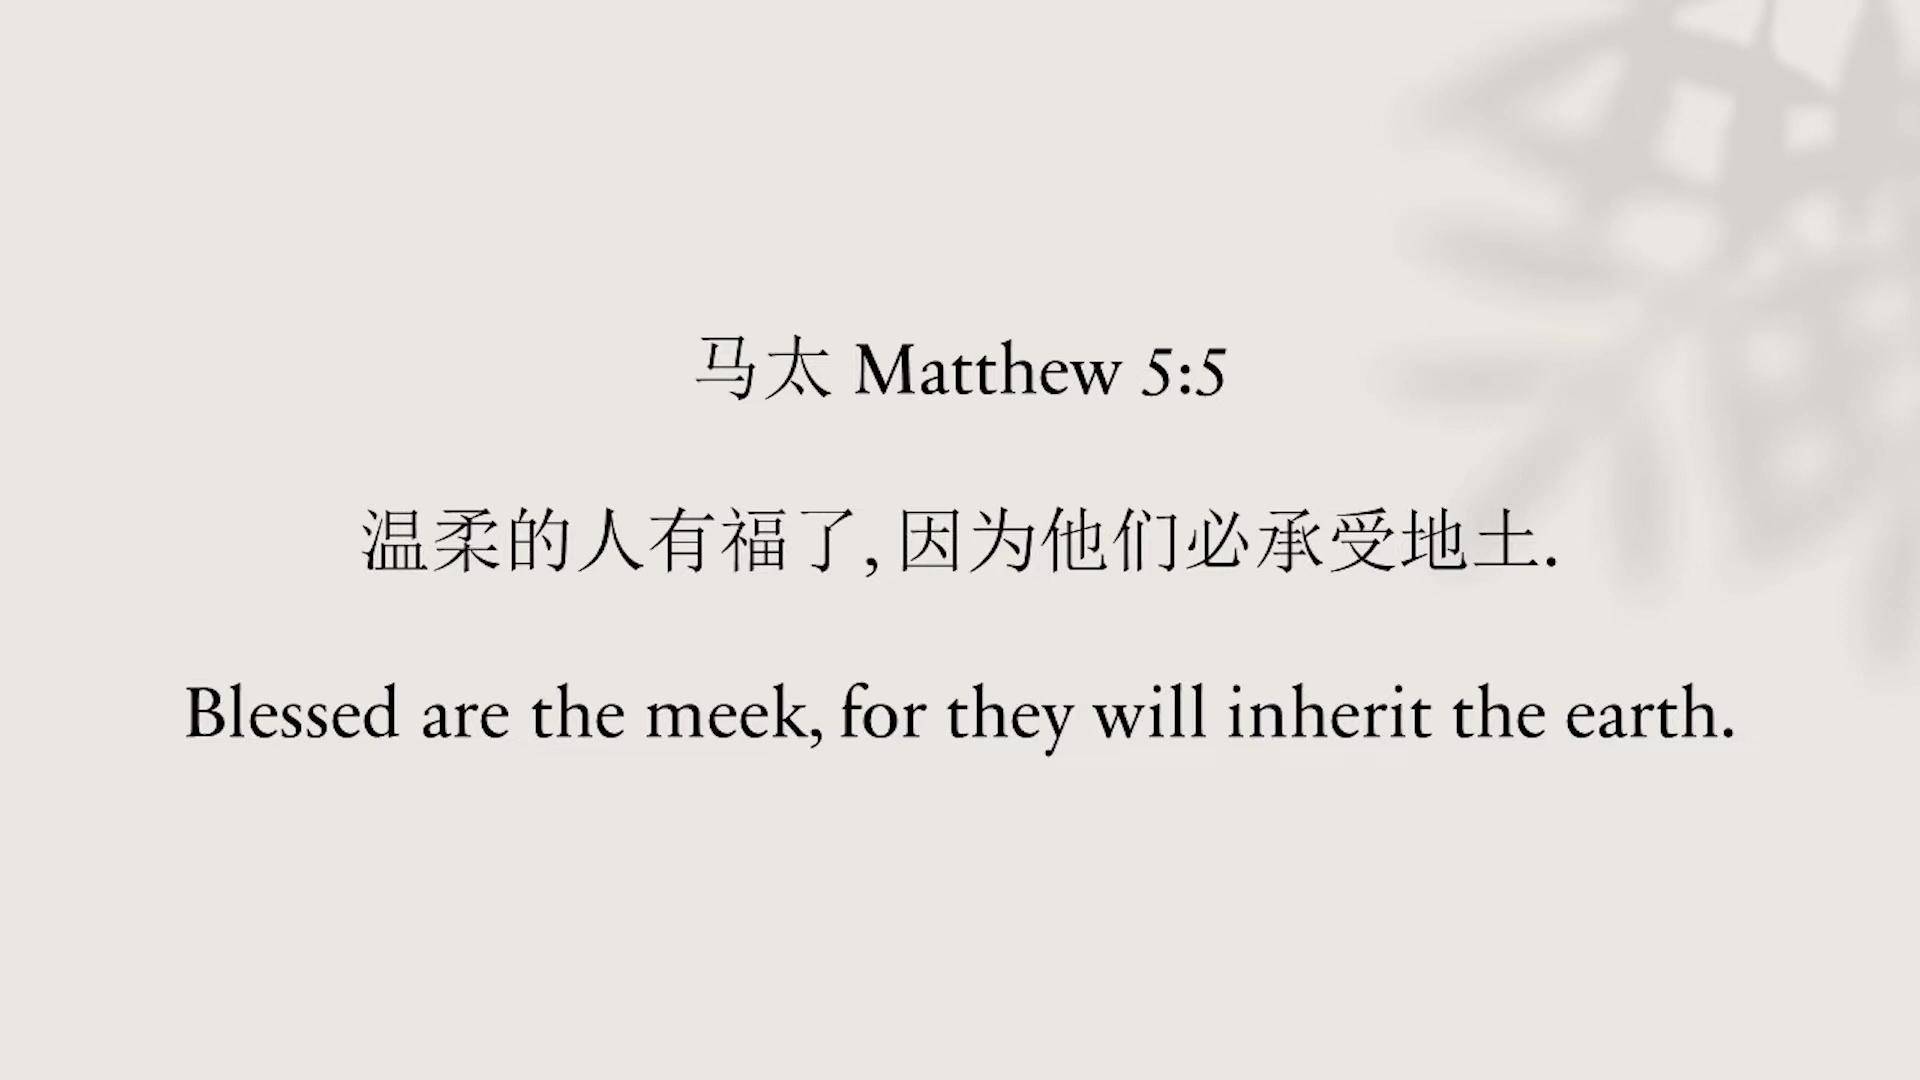 马太 Matthew 5:5
温柔的人有福了, 因为他们必承受地土.
Blessed are the meek, for they will inherit the earth.